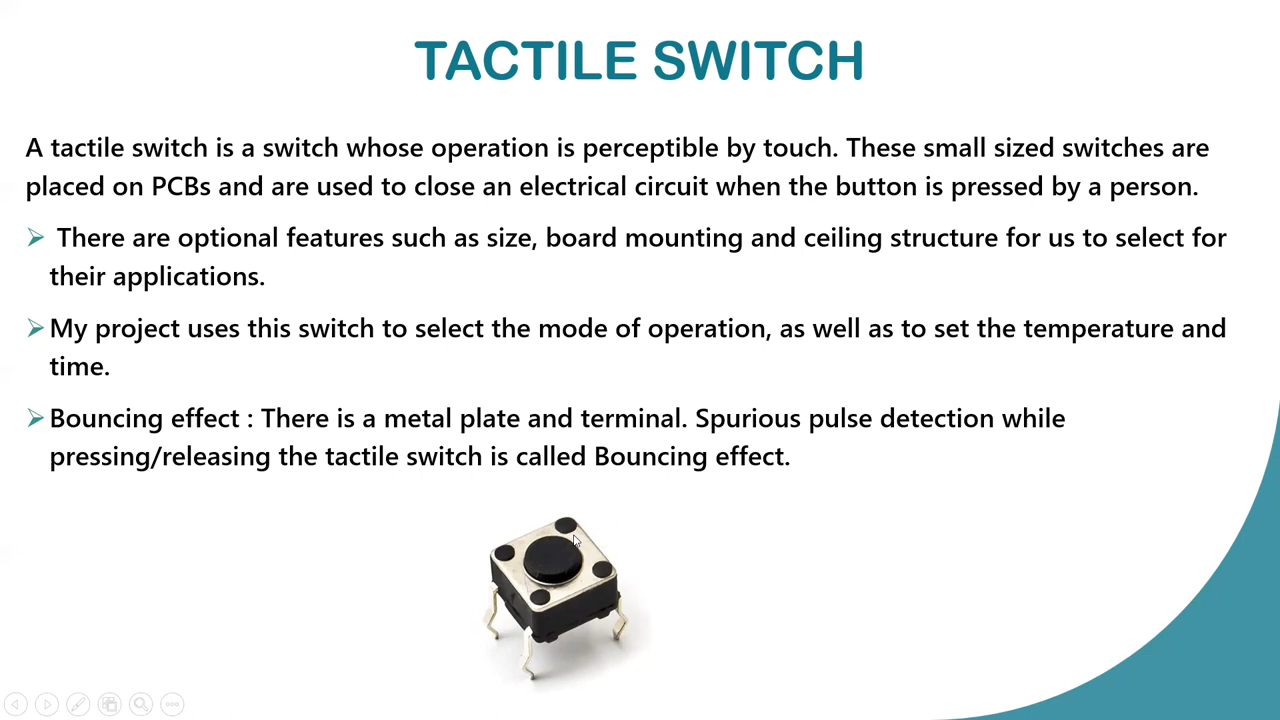 TACTILE SWITCH
A tactile switch is a switch whose operation is perceptible by touch. These small sized switches are
placed on PCBs and are used to close an electrical circuit when the button is pressed by a person.
There are optional features such as size, board mounting and ceiling structure for us to select for
their applications.
My project uses this switch to select the mode of operation, as well as to set the temperature and
time.
Bouncing effect : There is a metal plate and terminal. Spurious pulse detection while
pressing/releasing the tactile switch is called Bouncing effect.